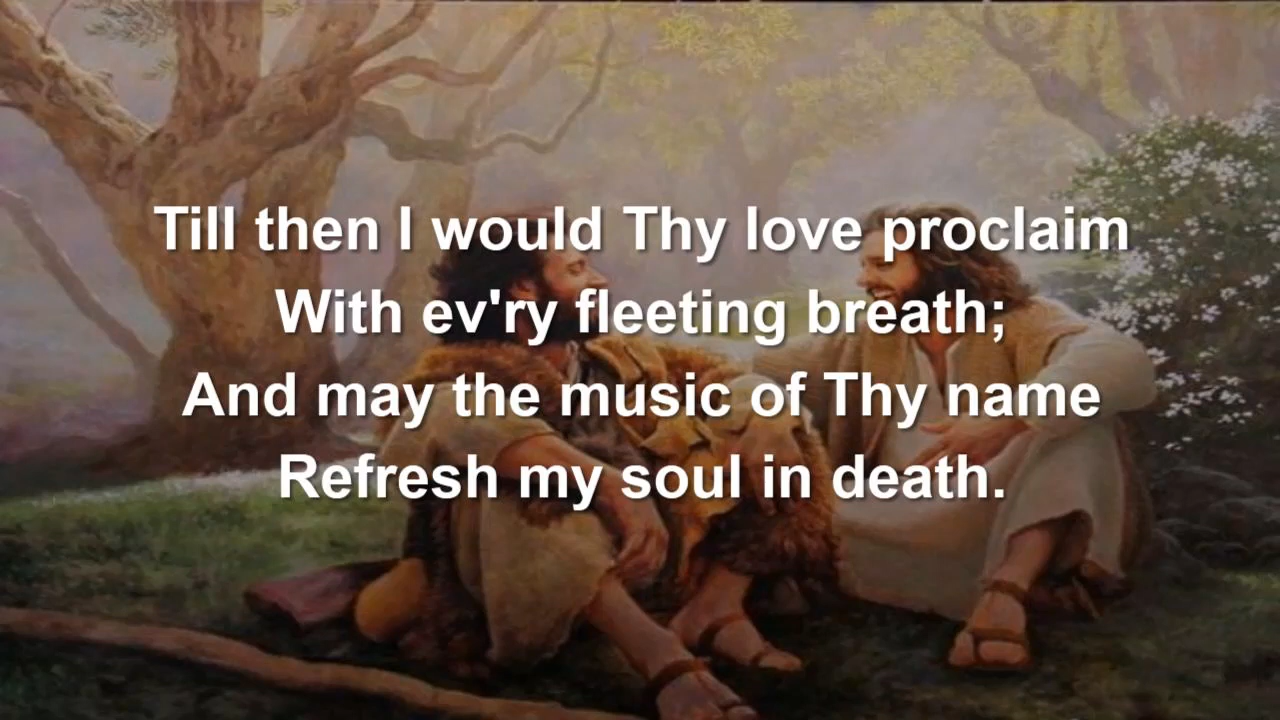 Till then I would Thy love proclaim
With ev'ry fleeting breath;
And may the music of Thy name
Refresh my soul in death.